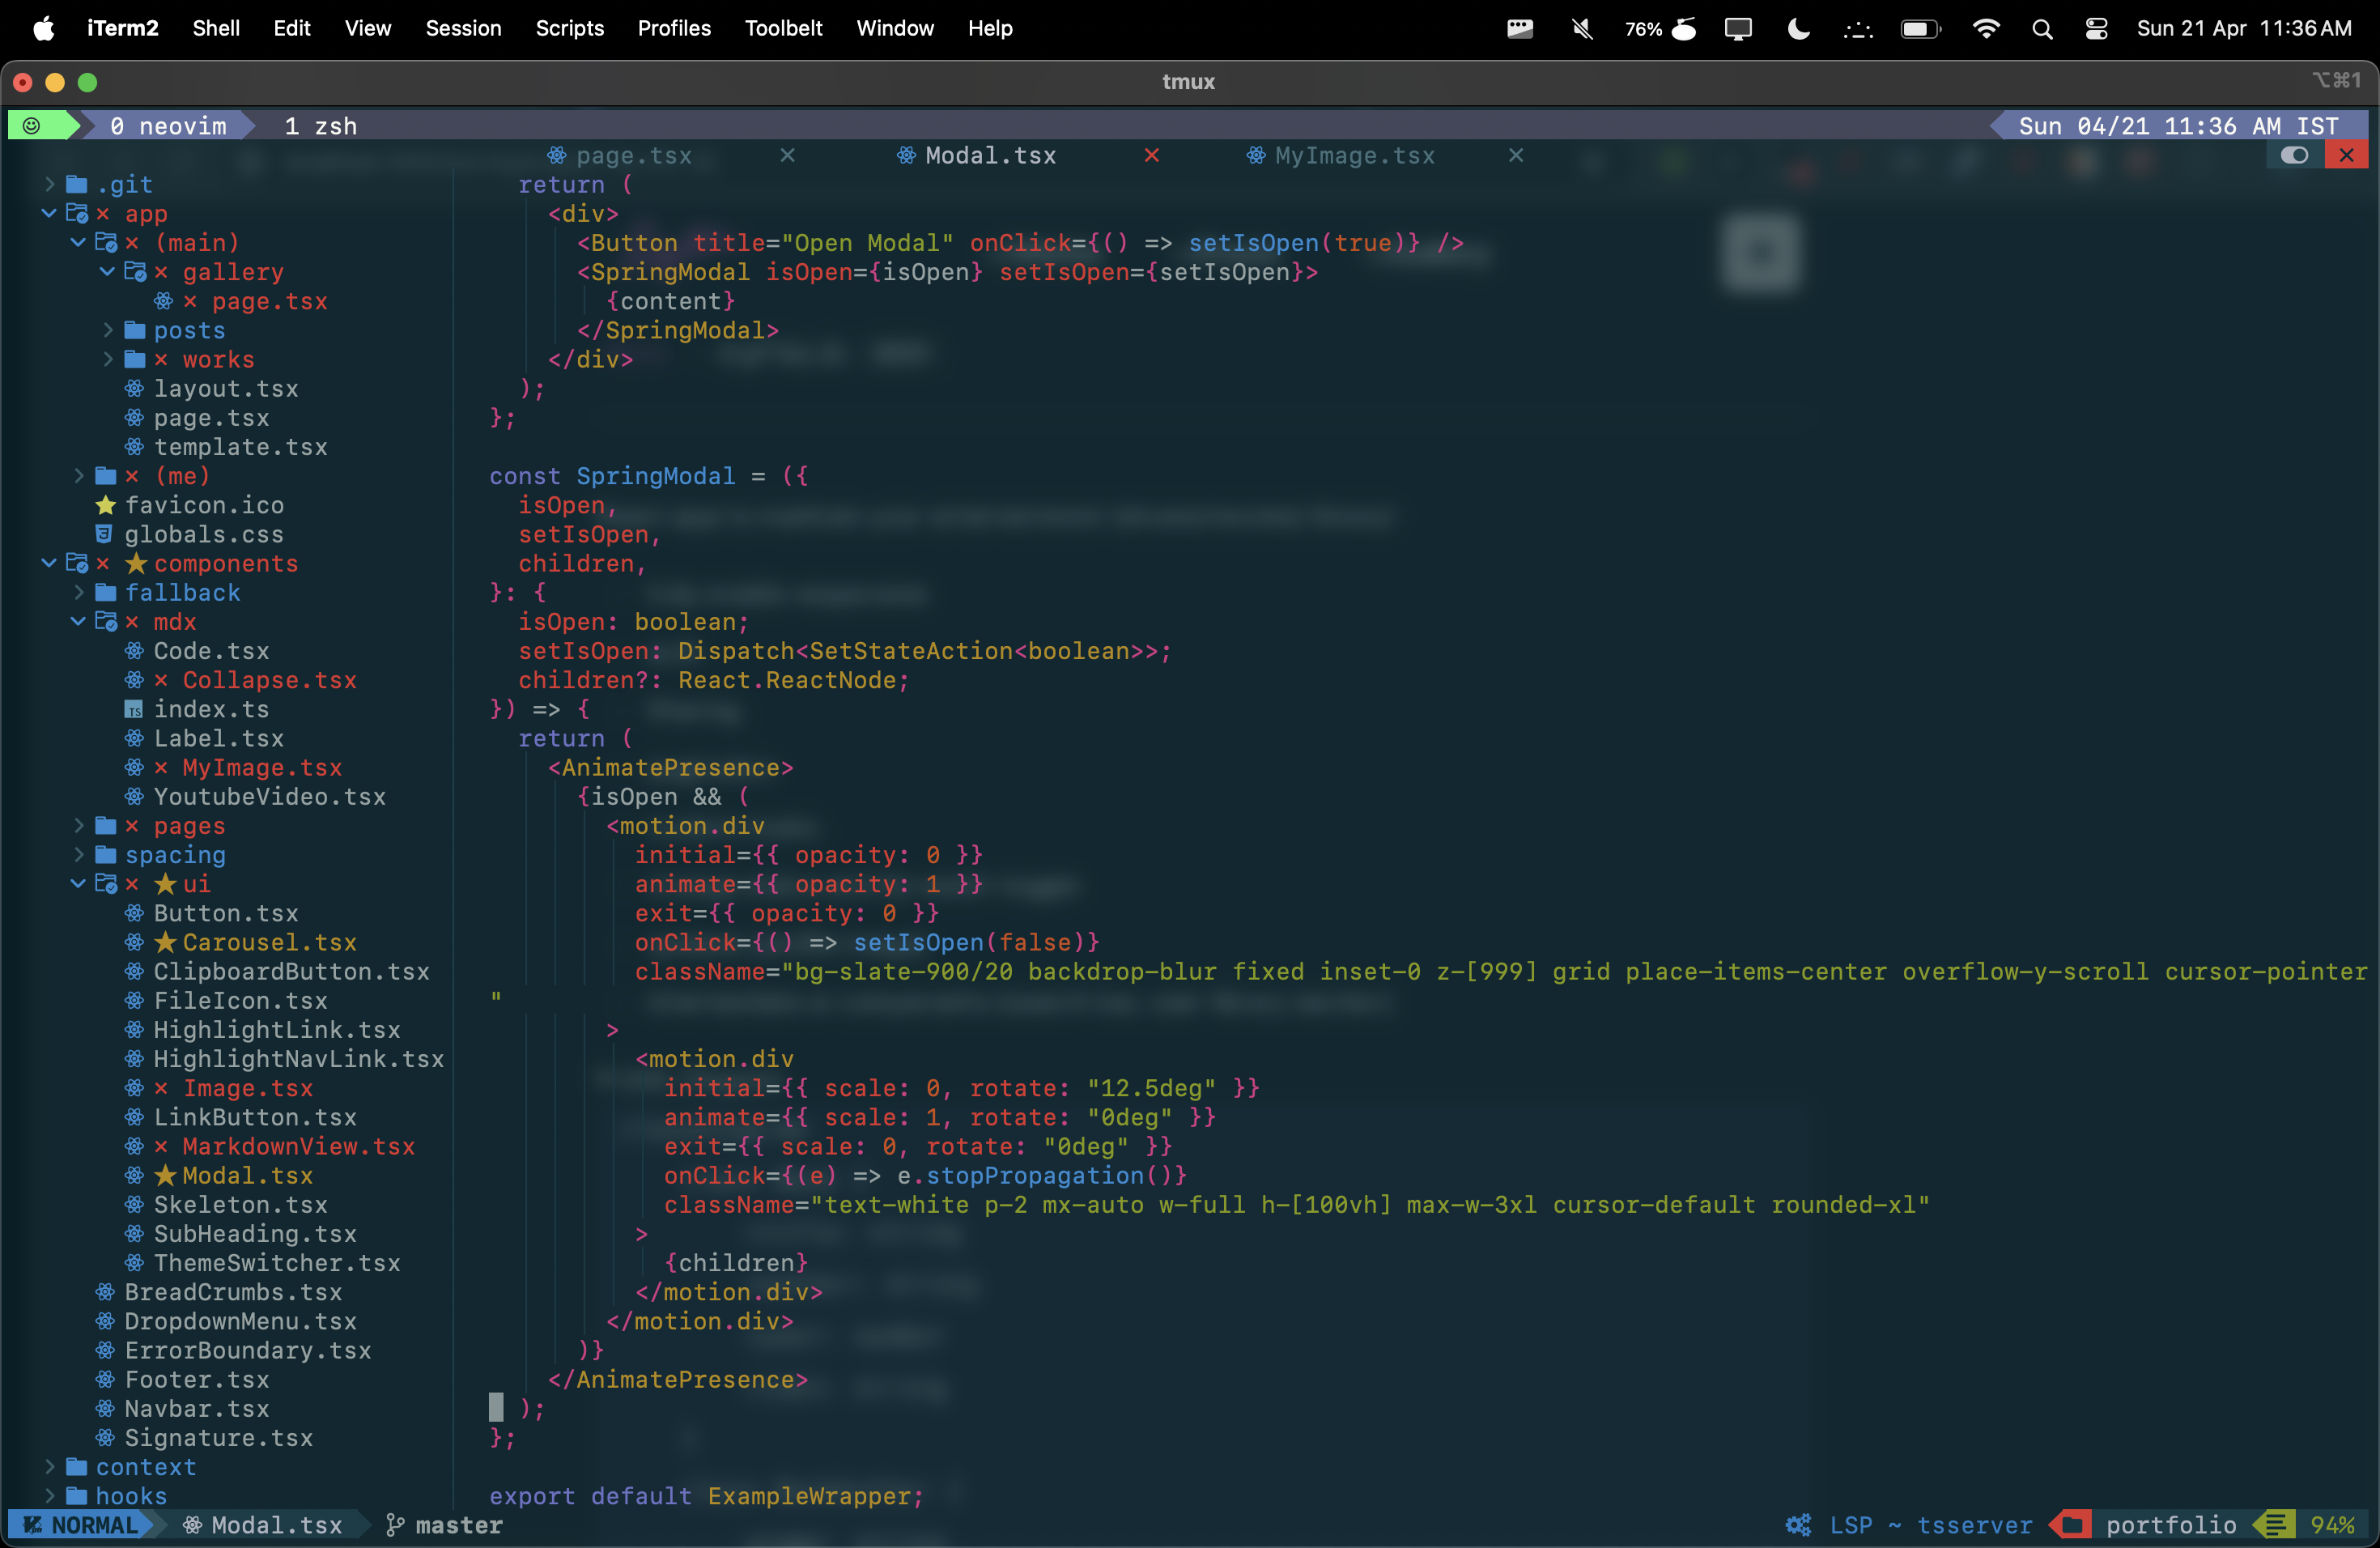 iTerm2 Shell Edit View Session Scripts Profiles Toolbelt Window Help 76% Sun 21 Apr 11:36 AM
tmux ⌥⌘1
0 neovim 1 zsh Sun 04/21 11:36 AM IST
page.tsx Modal.tsx MyImage.tsx
.git
app
(main)
gallery
page.tsx
posts
works
layout.tsx
page.tsx
template.tsx
(me)
favicon.ico
globals.css
components
fallback
mdx
Code.tsx
Collapse.tsx
index.ts
Label.tsx
MyImage.tsx
YoutubeVideo.tsx
pages
spacing
ui
Button.tsx
Carousel.tsx
ClipboardButton.tsx
FileIcon.tsx
HighlightLink.tsx
HighlightNavLink.tsx
Image.tsx
LinkButton.tsx
MarkdownView.tsx
Modal.tsx
Skeleton.tsx
SubHeading.tsx
ThemeSwitcher.tsx
BreadCrumbs.tsx
DropdownMenu.tsx
ErrorBoundary.tsx
Footer.tsx
Navbar.tsx
Signature.tsx
context
hooks
return (
<div>
<Button title="Open Modal" onClick={() => setIsOpen(true)} />
<SpringModal isOpen={isOpen} setIsOpen={setIsOpen}>
{content}
</SpringModal>
</div>
);
};
const SpringModal = ({
isOpen,
setIsOpen,
children,
}: {
isOpen: boolean;
setIsOpen: Dispatch<SetStateAction<boolean>>;
children?: React.ReactNode;
}) => {
return (
<AnimatePresence>
{isOpen && (
<motion.div
initial={{ opacity: 0 }}
animate={{ opacity: 1 }}
exit={{ opacity: 0 }}
onClick={() => setIsOpen(false)}
className="bg-slate-900/20 backdrop-blur fixed inset-0 z-[999] grid place-items-center overflow-y-scroll cursor-pointer
"
>
<motion.div
initial={{ scale: 0, rotate: "12.5deg" }}
animate={{ scale: 1, rotate: "0deg" }}
exit={{ scale: 0, rotate: "0deg" }}
onClick={(e) => e.stopPropagation()}
className="text-white p-2 mx-auto w-full h-[100vh] max-w-3xl cursor-default rounded-xl"
>
{children}
</motion.div>
</motion.div>
)}
</AnimatePresence>
);
};
export default ExampleWrapper;
NORMAL Modal.tsx master LSP ~ tsserver portfolio 94%